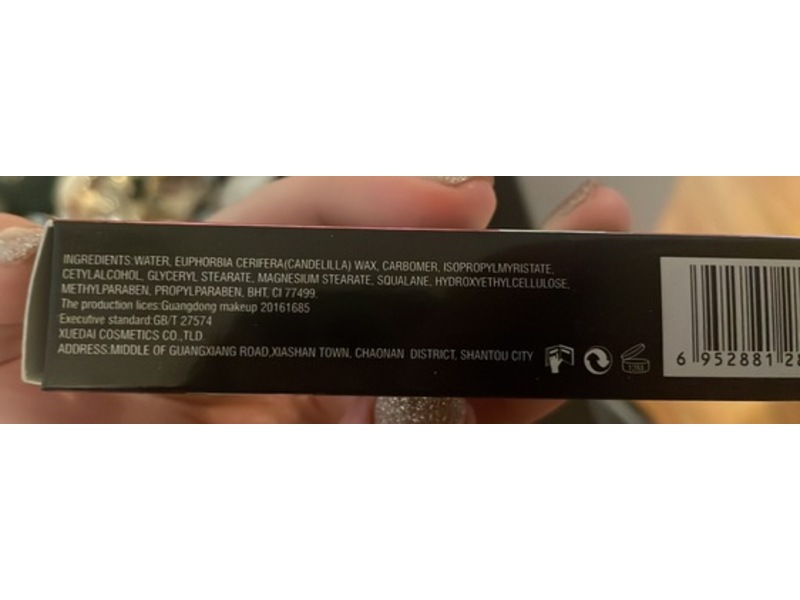 INGREDIENTS:WATER, EUPHORBIA CERIFERA(CANDELILLA) WAX, CARBOMER, ISOPROPYLMYRISTATE,
CETYLALCOHOL, GLYCERYL STEARATE, MAGNESIUM STEARATE, SQUALANE, HYDROXYETHYLCELLULOSE,
METHYLPARABEN, PROPYLPARABEN, BHT, CI 77499.
The production lices:Guangdong makeup 20161685
Executive standard:GB/T 27574
XUEDAI COSMETICS CO.,TLD.
ADDRESS:MIDDLE OF GUANGXIANG ROAD,XIASHAN TOWN, CHAONAN DISTRICT, SHANTOU CITY
6 952881 28